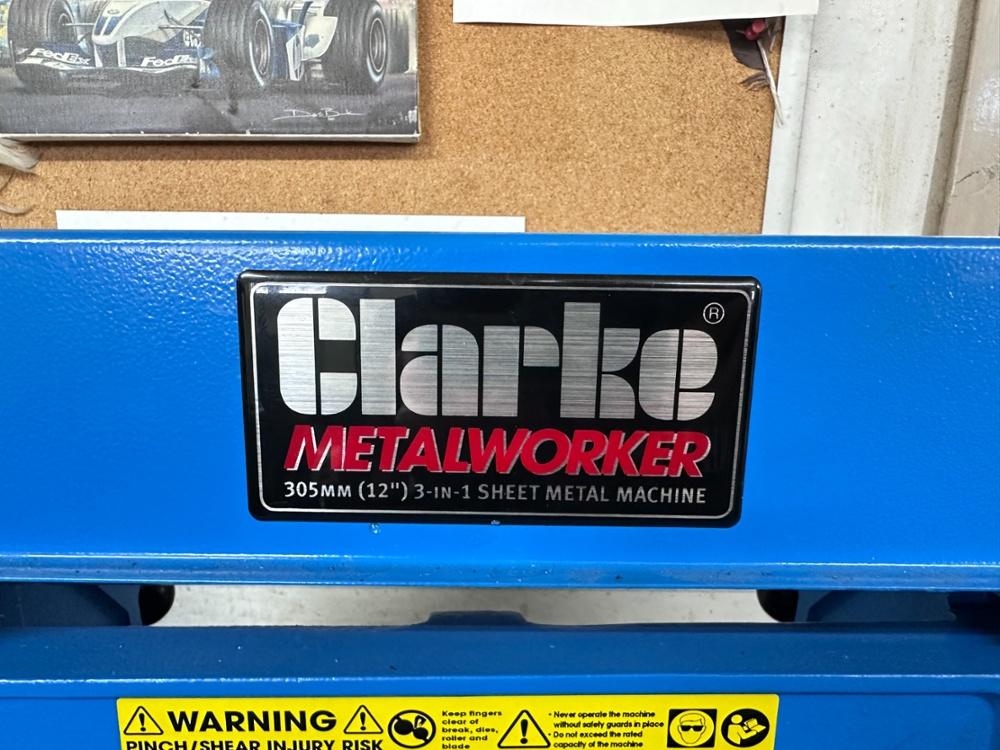 FedEx
FedEx
Clarke®
METALWORKER
305MM (12") 3-IN-1 SHEET METAL MACHINE
WARNING
PINCH/SHEAR INJURY RISK
Keep fingers
clear of
break, dies,
roller and
blade
• Never operate the machine
without safety guards in place
• Do not exceed the rated
capacity of the machine